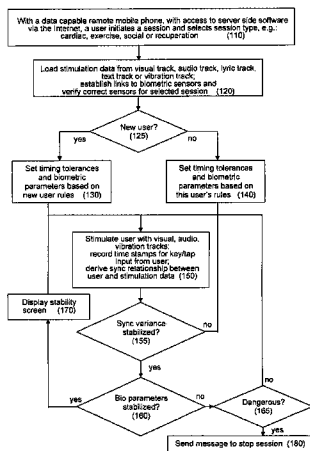 With a data capable remote mobile phone, with access to server side software
via the Internet, a user initiates a session and selects session type, e.g.:
cardiac, exercise, social or recuperation (110)
Load stimulation data from visual track, audio track, lyric track,
text track or vibration track;
establish links to biometric sensors and
verify correct sensors for selected session (120)
New user?
(125)
yes
no
Set timing tolerances
and biometric
parameters based on
new user rules (130)
Set timing tolerances
and biometric
parameters based on
this user's rules (140)
Stimulate user with visual, audio,
vibration tracks;
record time stamps for key/tap
input from user;
derive sync relationship between
user and stimulation data (150)
Display stability
screen (170)
Sync variance
stabilized?
(155)
no
yes
no
yes
Bio parameters
stabilized?
(160)
no
Dangerous?
(165)
yes
Send message to stop session (180)